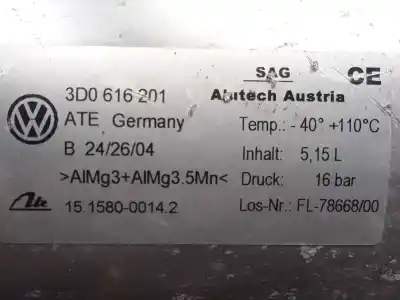 SAG CE
3D0 616 201 Alutech Austria
ATE Germany Temp.: - 40° +110°C
B 24/26/04 Inhalt: 5,15 L
>AlMg3+AlMg3.5Mn< Druck: 16 bar
Ate 15.1580-0014.2 Los-Nr.: FL-78668/00